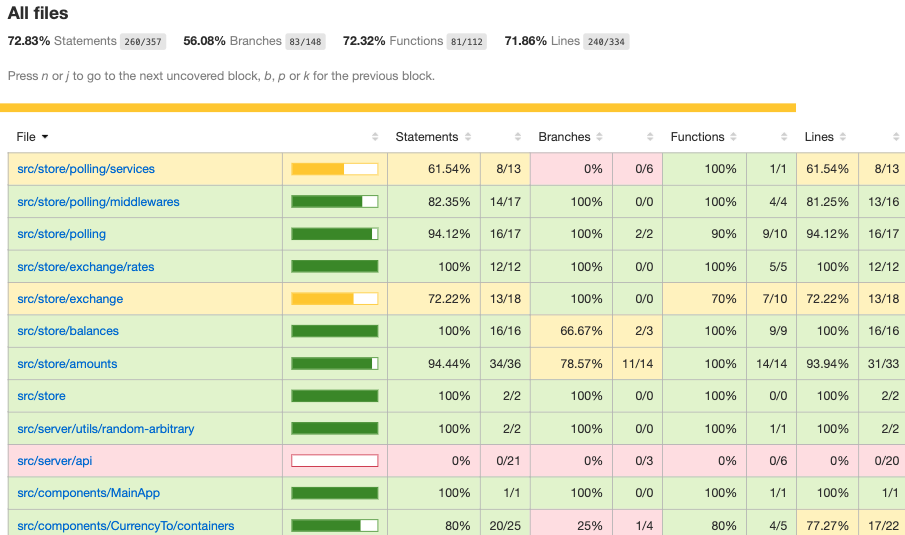 All files
72.83% Statements 260/357 56.08% Branches 83/148 72.32% Functions 81/112 71.86% Lines 240/334
Press n or j to go to the next uncovered block, b, p or k for the previous block.
File Statements Branches Functions Lines
src/store/polling/services 61.54% 8/13 0% 0/6 100% 1/1 61.54% 8/13
src/store/polling/middlewares 82.35% 14/17 100% 0/0 100% 4/4 81.25% 13/16
src/store/polling 94.12% 16/17 100% 2/2 90% 9/10 94.12% 16/17
src/store/exchange/rates 100% 12/12 100% 0/0 100% 5/5 100% 12/12
src/store/exchange 72.22% 13/18 100% 0/0 70% 7/10 72.22% 13/18
src/store/balances 100% 16/16 66.67% 2/3 100% 9/9 100% 16/16
src/store/amounts 94.44% 34/36 78.57% 11/14 100% 14/14 93.94% 31/33
src/store 100% 2/2 100% 0/0 100% 0/0 100% 2/2
src/server/utils/random-arbitrary 100% 2/2 100% 0/0 100% 1/1 100% 2/2
src/server/api 0% 0/21 0% 0/3 0% 0/6 0% 0/20
src/components/MainApp 100% 1/1 100% 0/0 100% 1/1 100% 1/1
src/components/CurrencyTo/containers 80% 20/25 25% 1/4 80% 4/5 77.27% 17/22